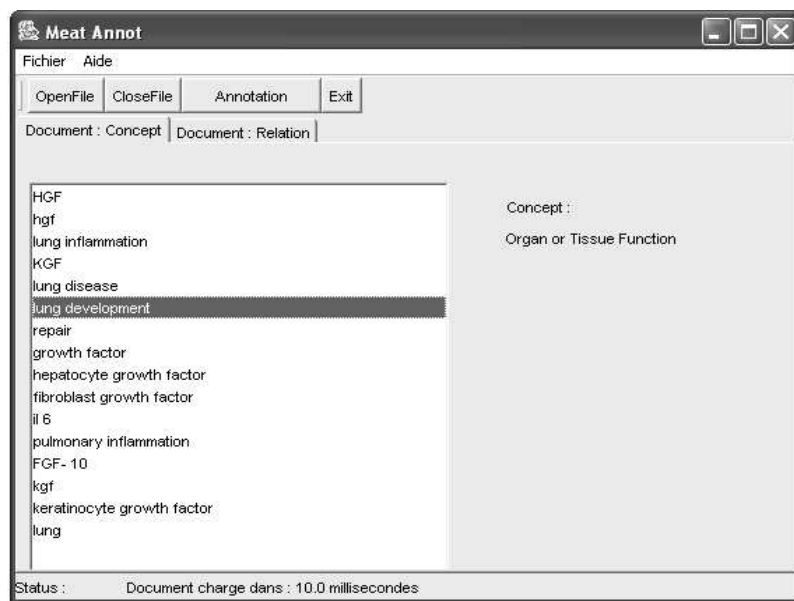 Meat Annot
Fichier Aide
OpenFile CloseFile Annotation Exit
Document : Concept Document : Relation
HGF
hgf
lung inflammation
KGF
lung disease
lung development
repair
growth factor
hepatocyte growth factor
fibroblast growth factor
il 6
pulmonary inflammation
FGF- 10
kgf
keratinocyte growth factor
lung
Concept :
Organ or Tissue Function
Status : Document charge dans : 10.0 millisecondes